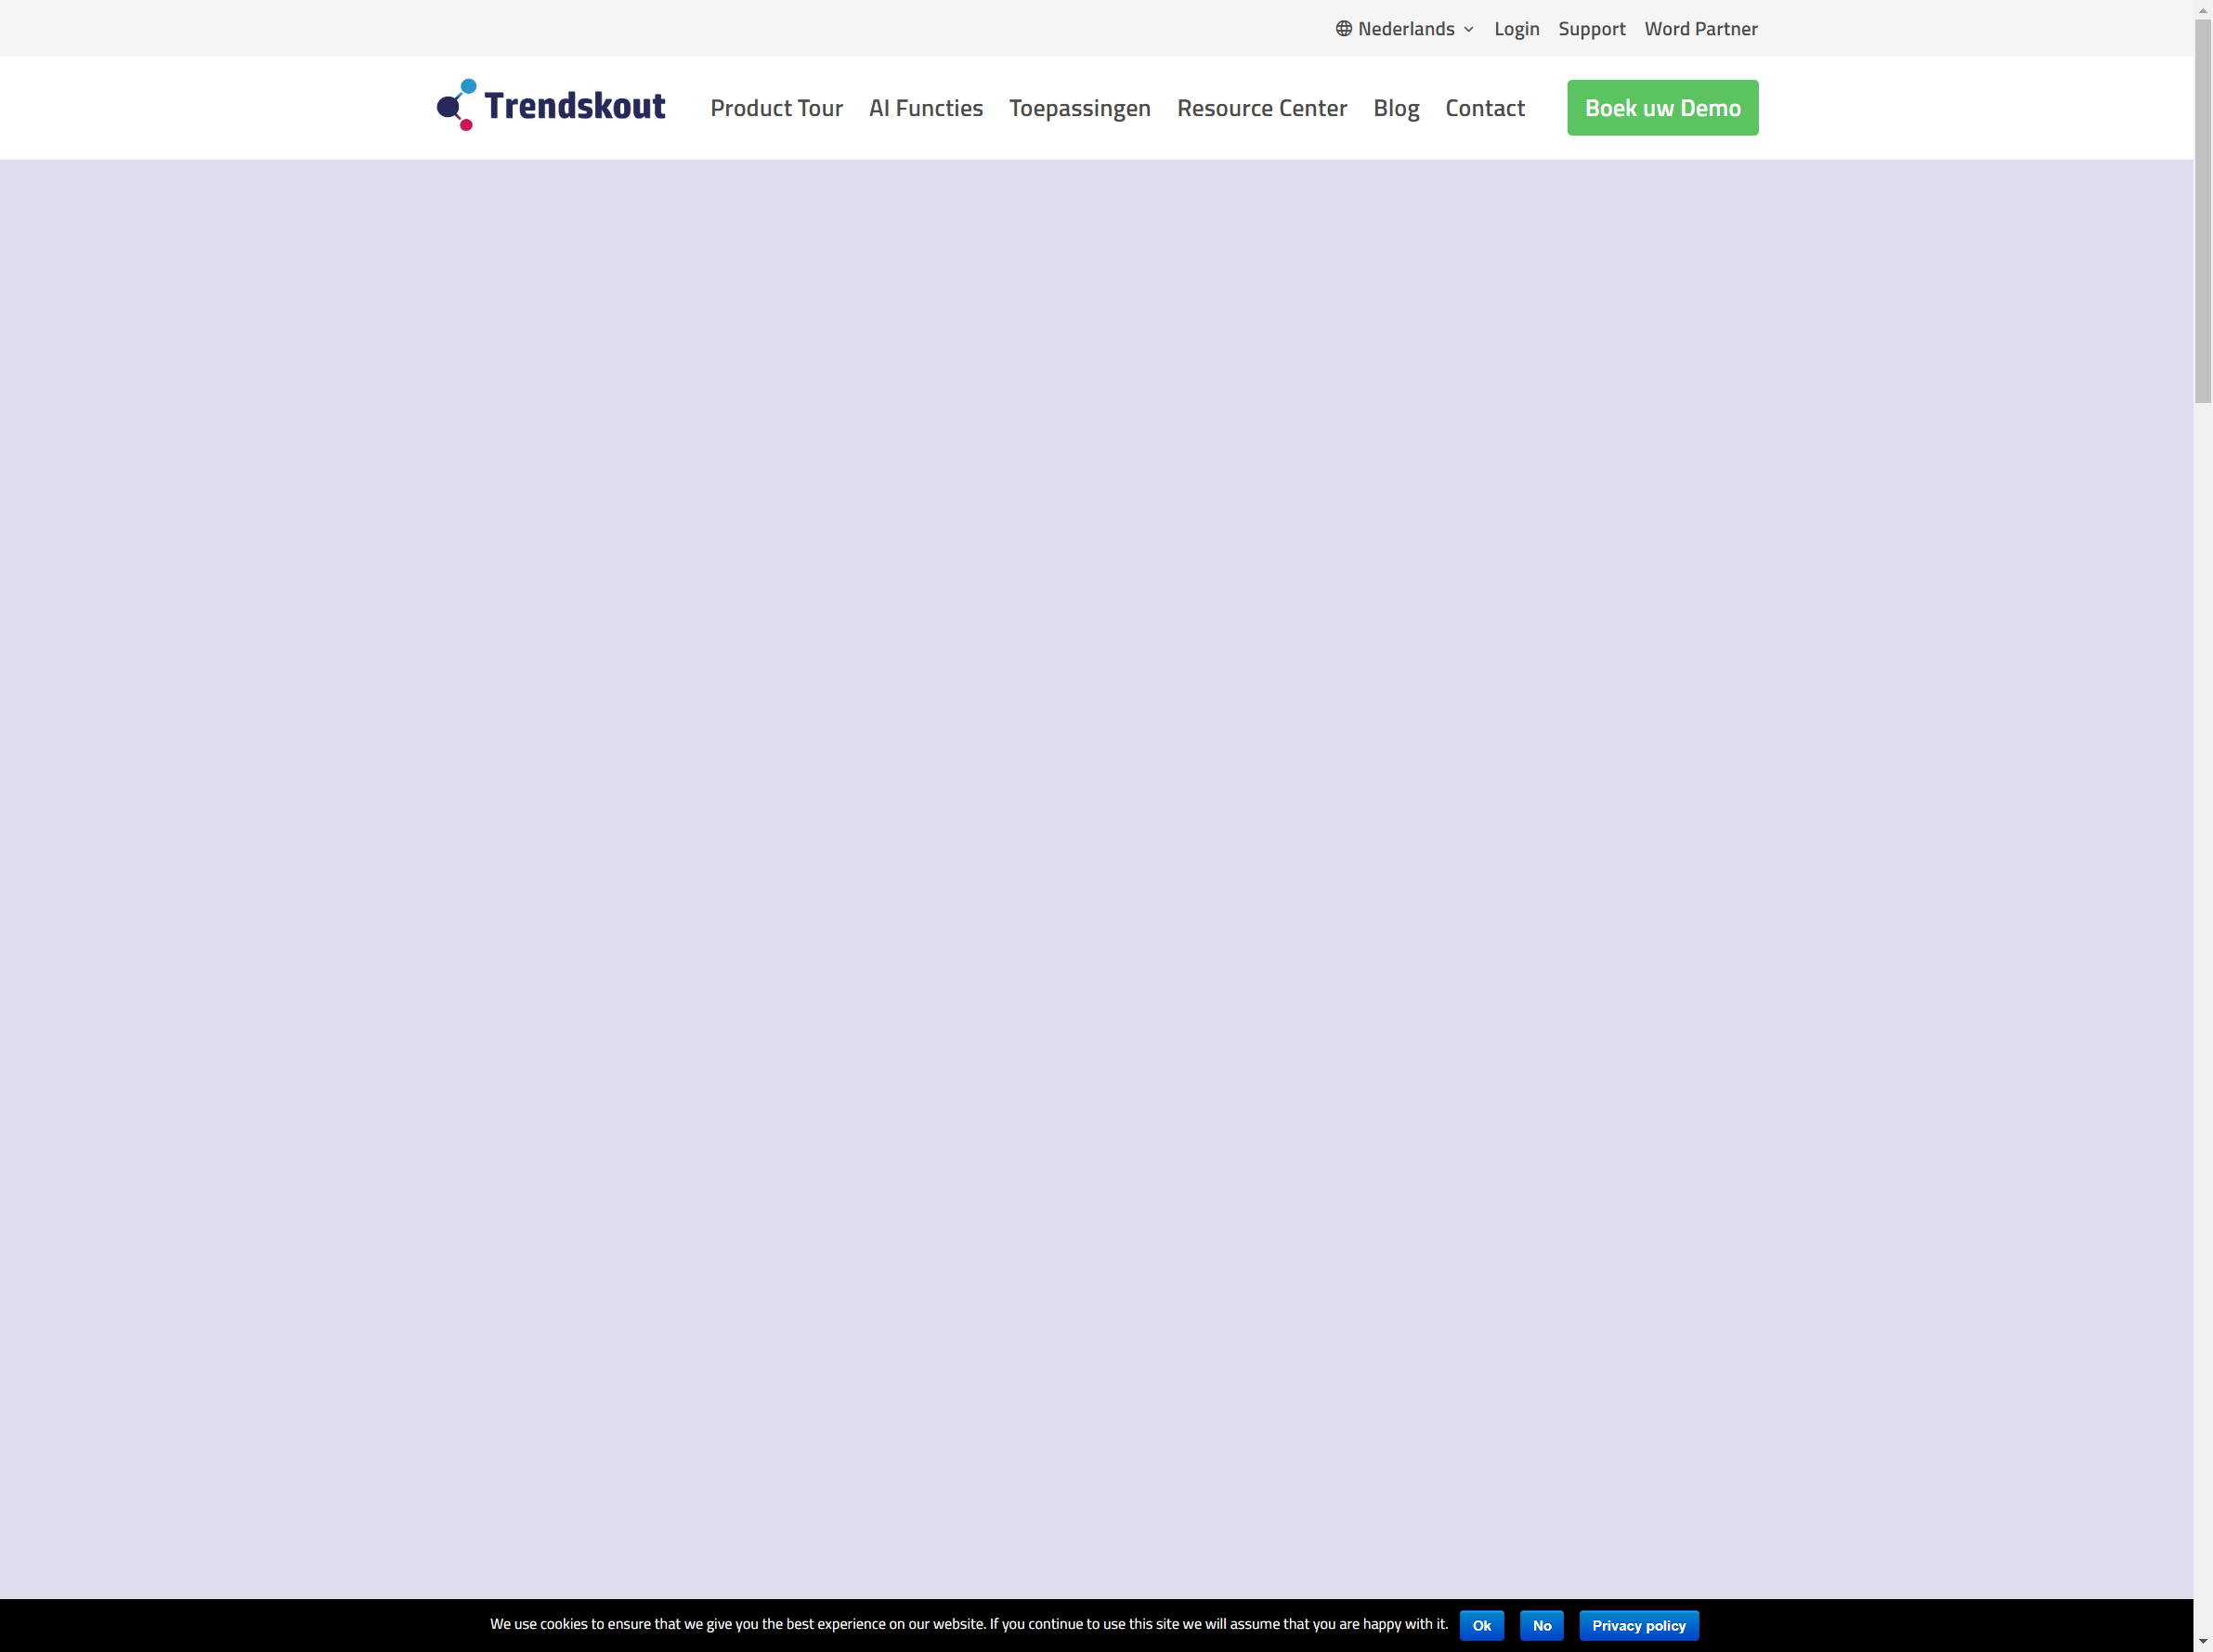 Nederlands Login Support Word Partner
Trendskout Product Tour AI Functies Toepassingen Resource Center Blog Contact Boek uw Demo
We use cookies to ensure that we give you the best experience on our website. If you continue to use this site we will assume that you are happy with it. Ok No Privacy policy